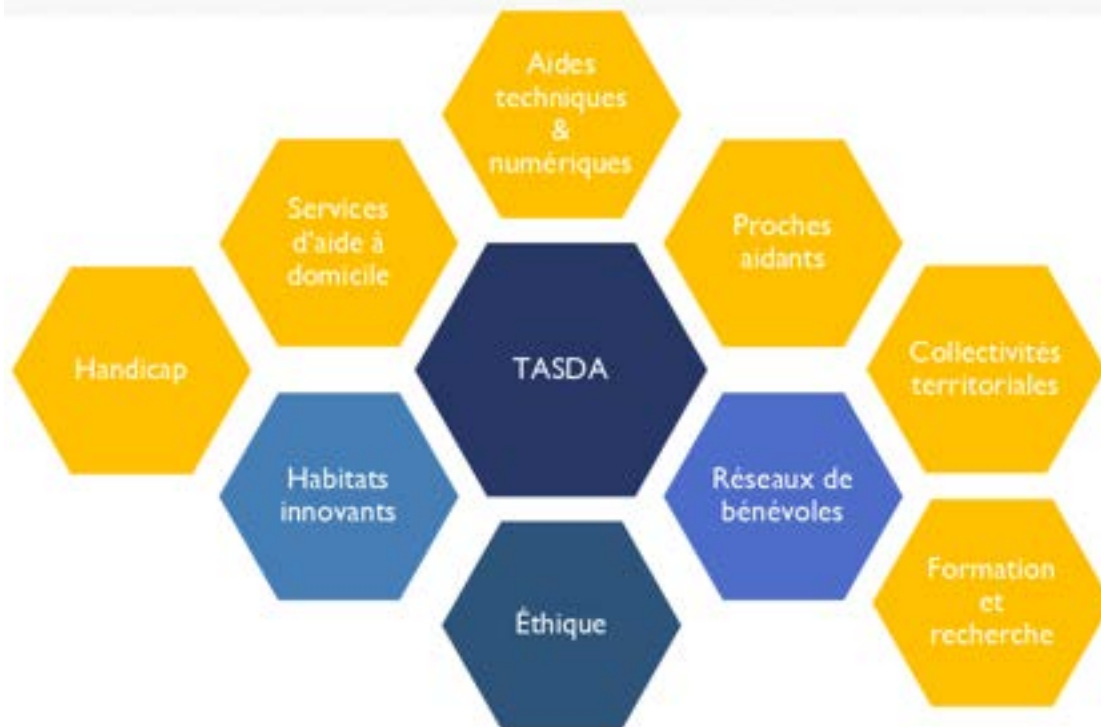 Aides
techniques
&
numériques
Services
d'aide à
domicile
Proches
aidants
Handicap
TASDA
Collectivités
territoriales
Habitats
innovants
Réseaux de
bénévoles
Éthique
Formation
et
recherche